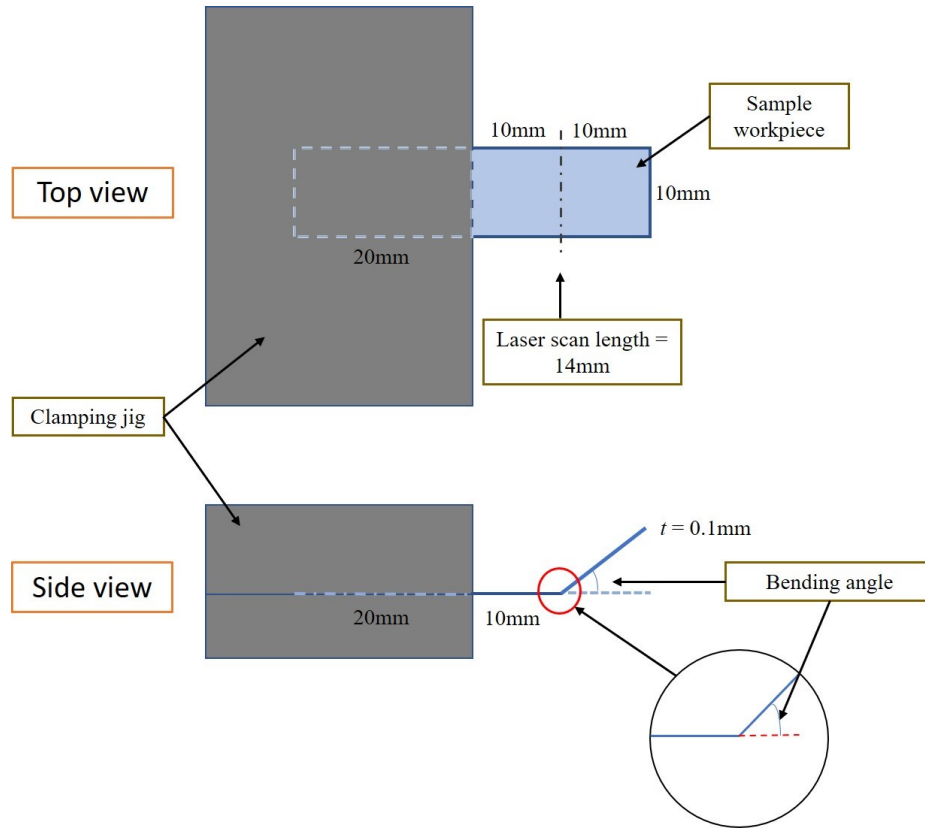 10mm
10mm
Sample
workpiece
Top view
10mm
20mm
Laser scan length =
14mm
Clamping jig
t = 0.1mm
Side view
Bending angle
20mm
10mm